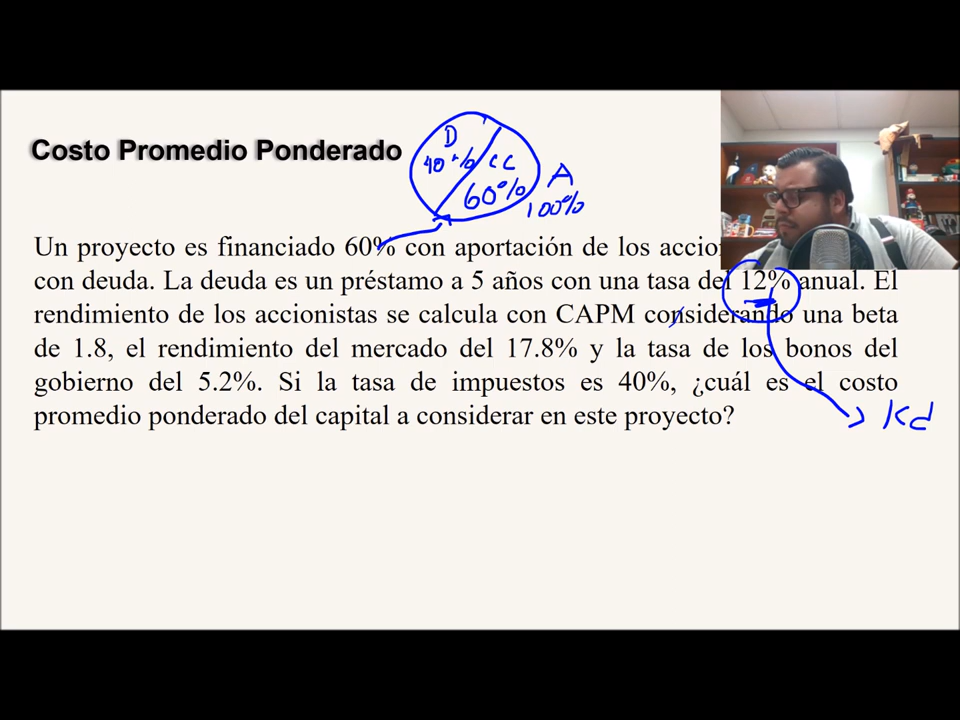 Costo Promedio Ponderado
D
40%
CC
60%
A
100%
Un proyecto es financiado 60% con aportación de los
con deuda. La deuda es un préstamo a 5 años con una tasa del 12% anual. El
rendimiento de los accionistas se calcula con CAPM considerando una beta
de 1.8, el rendimiento del mercado del 17.8% y la tasa de los bonos del
gobierno del 5.2%. Si la tasa de impuestos es 40%, ¿cuál es el costo
promedio ponderado del capital a considerar en este proyecto?
Kd